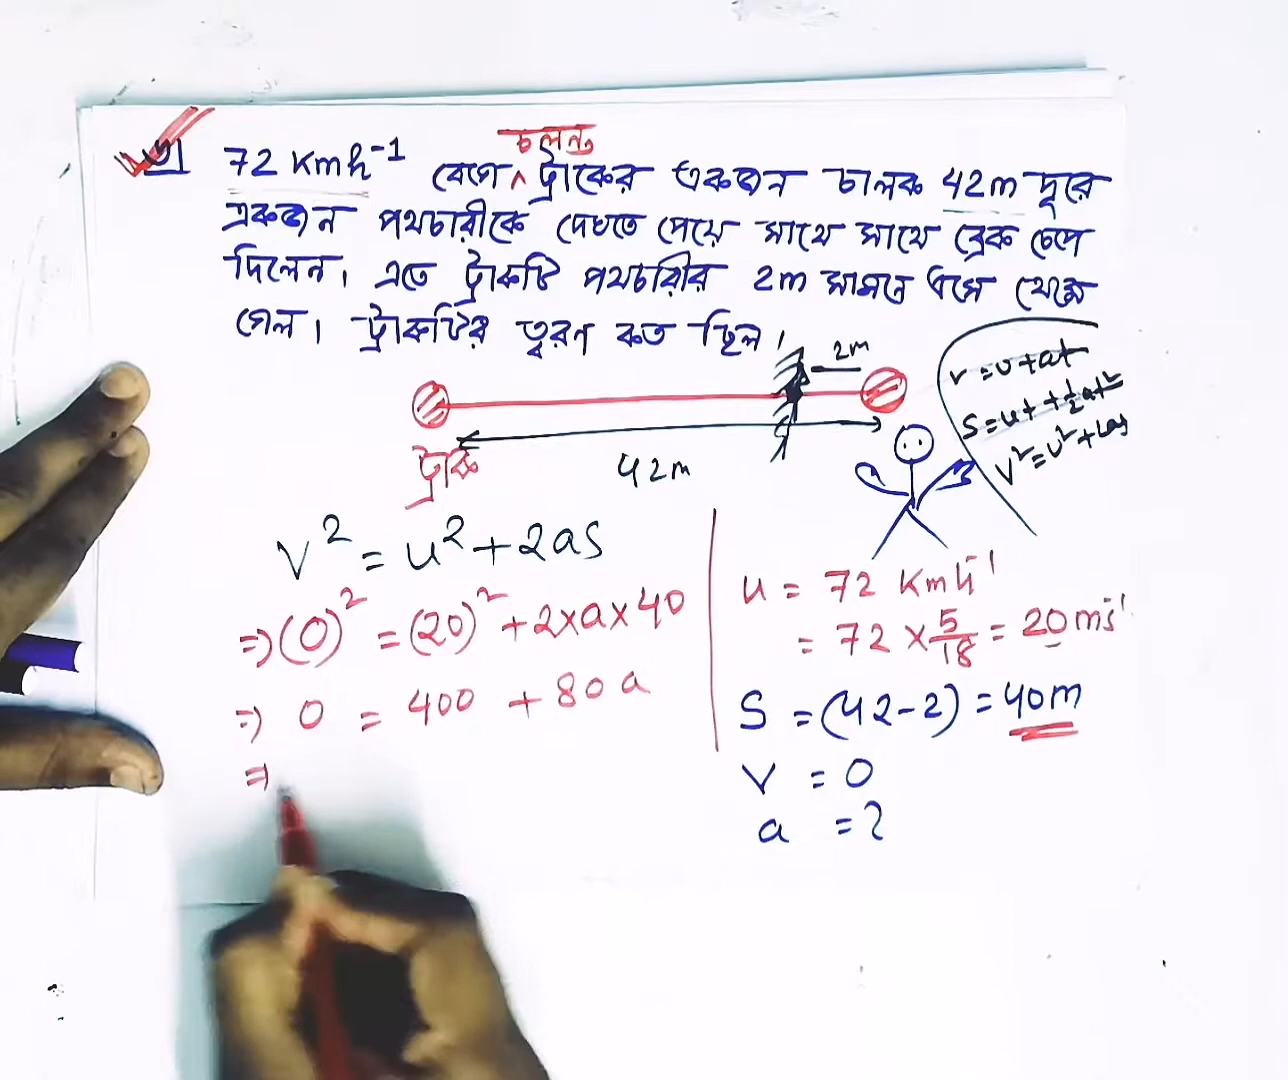 ৩। 72 Kmh⁻¹ বেগে চলন্ত ট্রাকের একজন চালক 42m দূরে
একজন পথচারীকে দেখতে পেয়ে সাথে সাথে ব্রেক চেপে
দিলেন। এতে ট্রাকটি পথচারীর 2m সামনে এসে থেমে
গেল। ট্রাকটির ত্বরণ কত ছিল।
2m
ট্রাক
42m
v = u + at
s = ut + ½at²
v² = u² + 2as
v² = u² + 2as
⇒ (0)² = (20)² + 2×a×40
⇒ 0 = 400 + 80a
⇒
u = 72 Kmh⁻¹
= 72 × 5/18 = 20 ms⁻¹
S = (42-2) = 40m
v = 0
a = ?